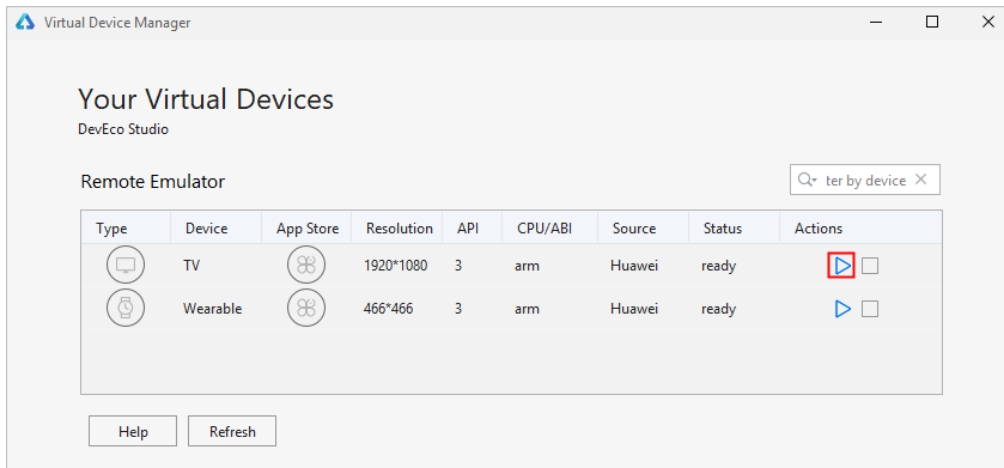 Virtual Device Manager
Your Virtual Devices
DevEco Studio
Remote Emulator
ter by device
Type Device App Store Resolution API CPU/ABI Source Status Actions
TV 1920*1080 3 arm Huawei ready
Wearable 466*466 3 arm Huawei ready
Help Refresh